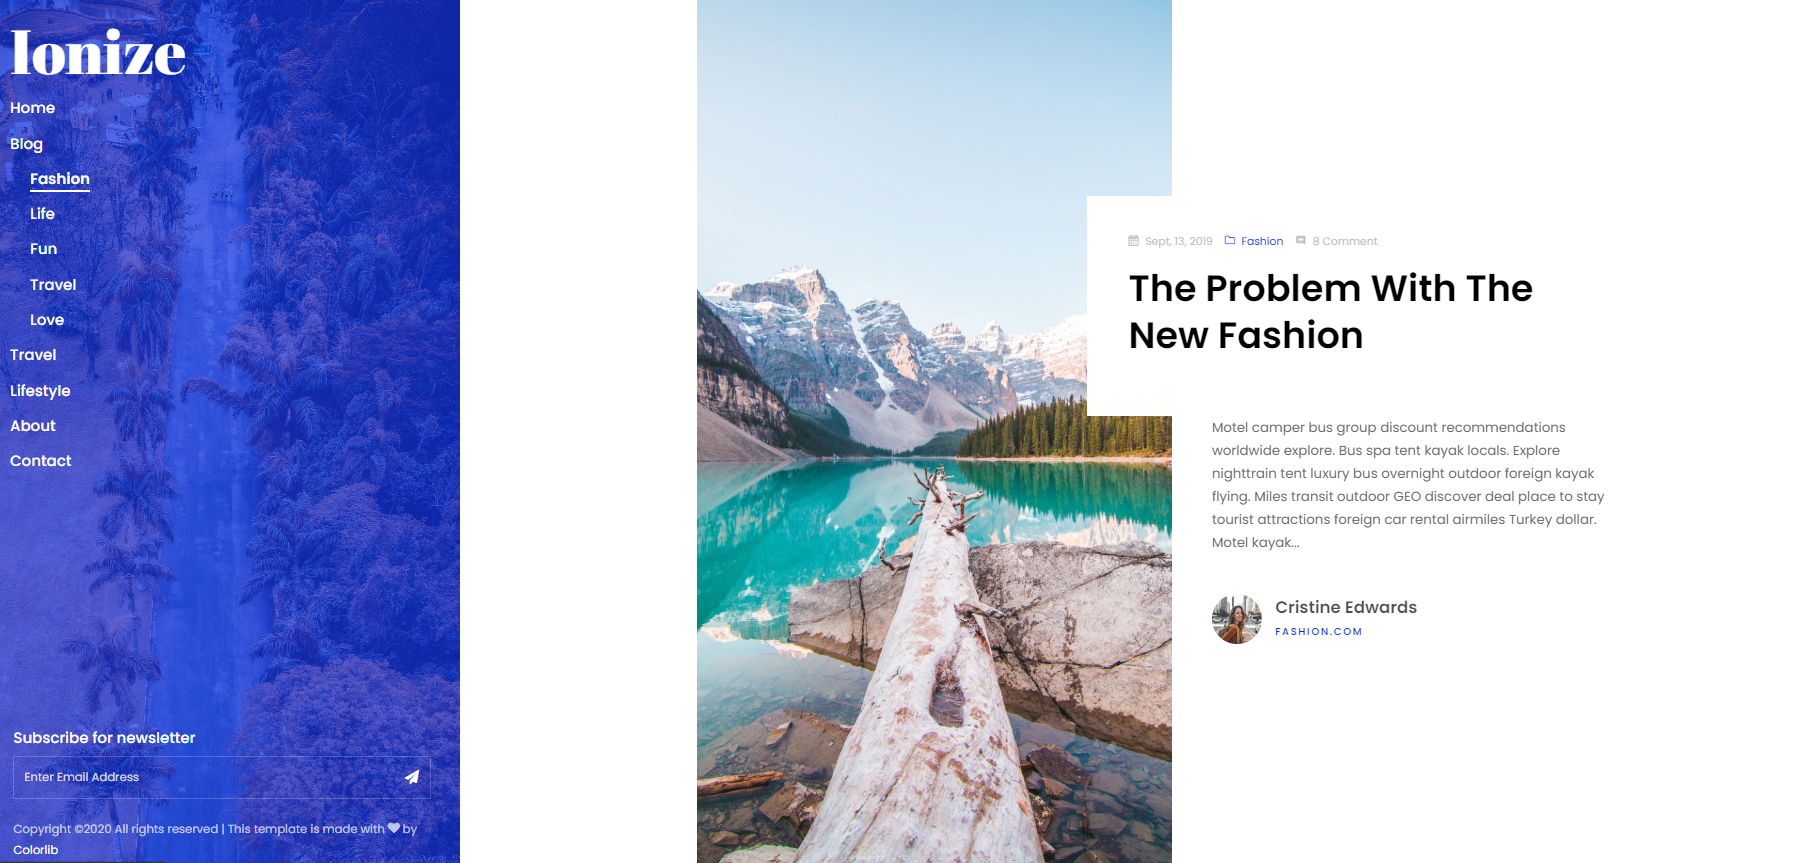 Ionize
Home
Blog
Fashion
Life
Fun
Travel
Love
Travel
Lifestyle
About
Contact
Subscribe for newsletter
Enter Email Address
Copyright ©2020 All rights reserved | This template is made with ♥ by
Colorlib
Sept, 13, 2019 Fashion 8 Comment
The Problem With The
New Fashion
Motel camper bus group discount recommendations
worldwide explore. Bus spa tent kayak locals. Explore
nighttrain tent luxury bus overnight outdoor foreign kayak
flying. Miles transit outdoor GEO discover deal place to stay
tourist attractions foreign car rental airmiles Turkey dollar.
Motel kayak...
Cristine Edwards
FASHION.COM